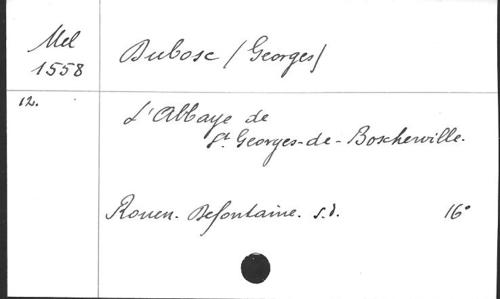 Mel
1558
Dubosc (Georges)
12.
L'Abbaye de
St Georges-de-Boscherville.
Rouen. Defontaine. s.d. 16°